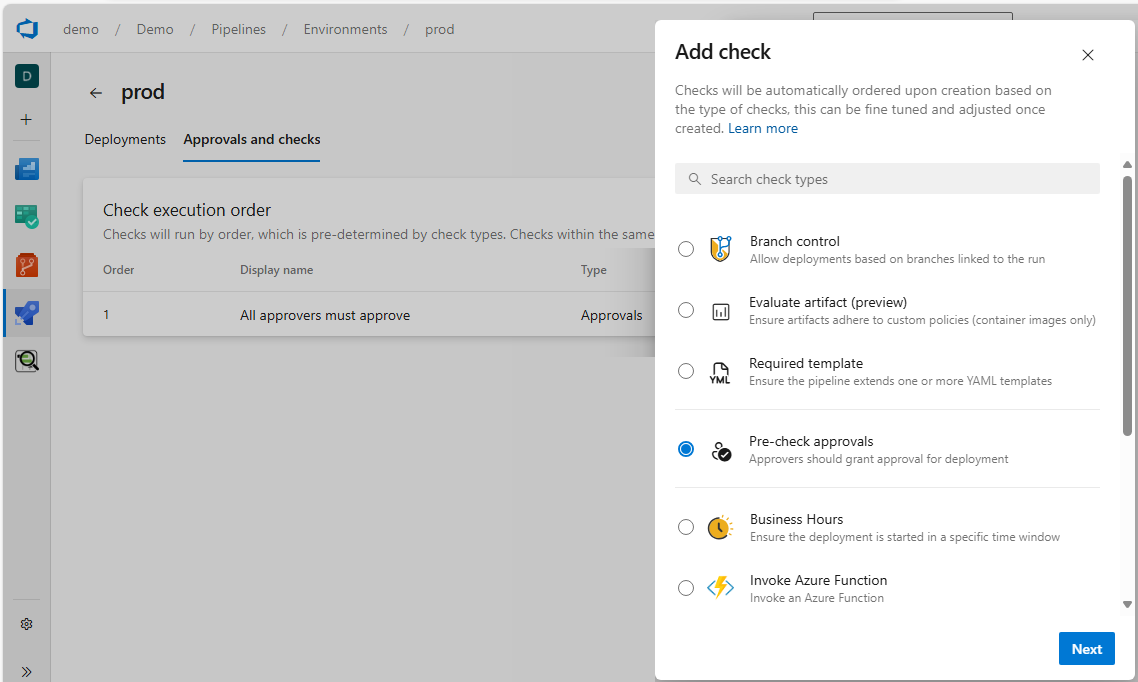 demo / Demo / Pipelines / Environments / prod
D
prod
Deployments Approvals and checks
Check execution order
Checks will run by order, which is pre-determined by check types. Checks within the same
Order Display name Type
1 All approvers must approve Approvals
Add check
Checks will be automatically ordered upon creation based on
the type of checks, this can be fine tuned and adjusted once
created. Learn more
Search check types
Branch control
Allow deployments based on branches linked to the run
Evaluate artifact (preview)
Ensure artifacts adhere to custom policies (container images only)
YML
Required template
Ensure the pipeline extends one or more YAML templates
Pre-check approvals
Approvers should grant approval for deployment
Business Hours
Ensure the deployment is started in a specific time window
Invoke Azure Function
Invoke an Azure Function
Next